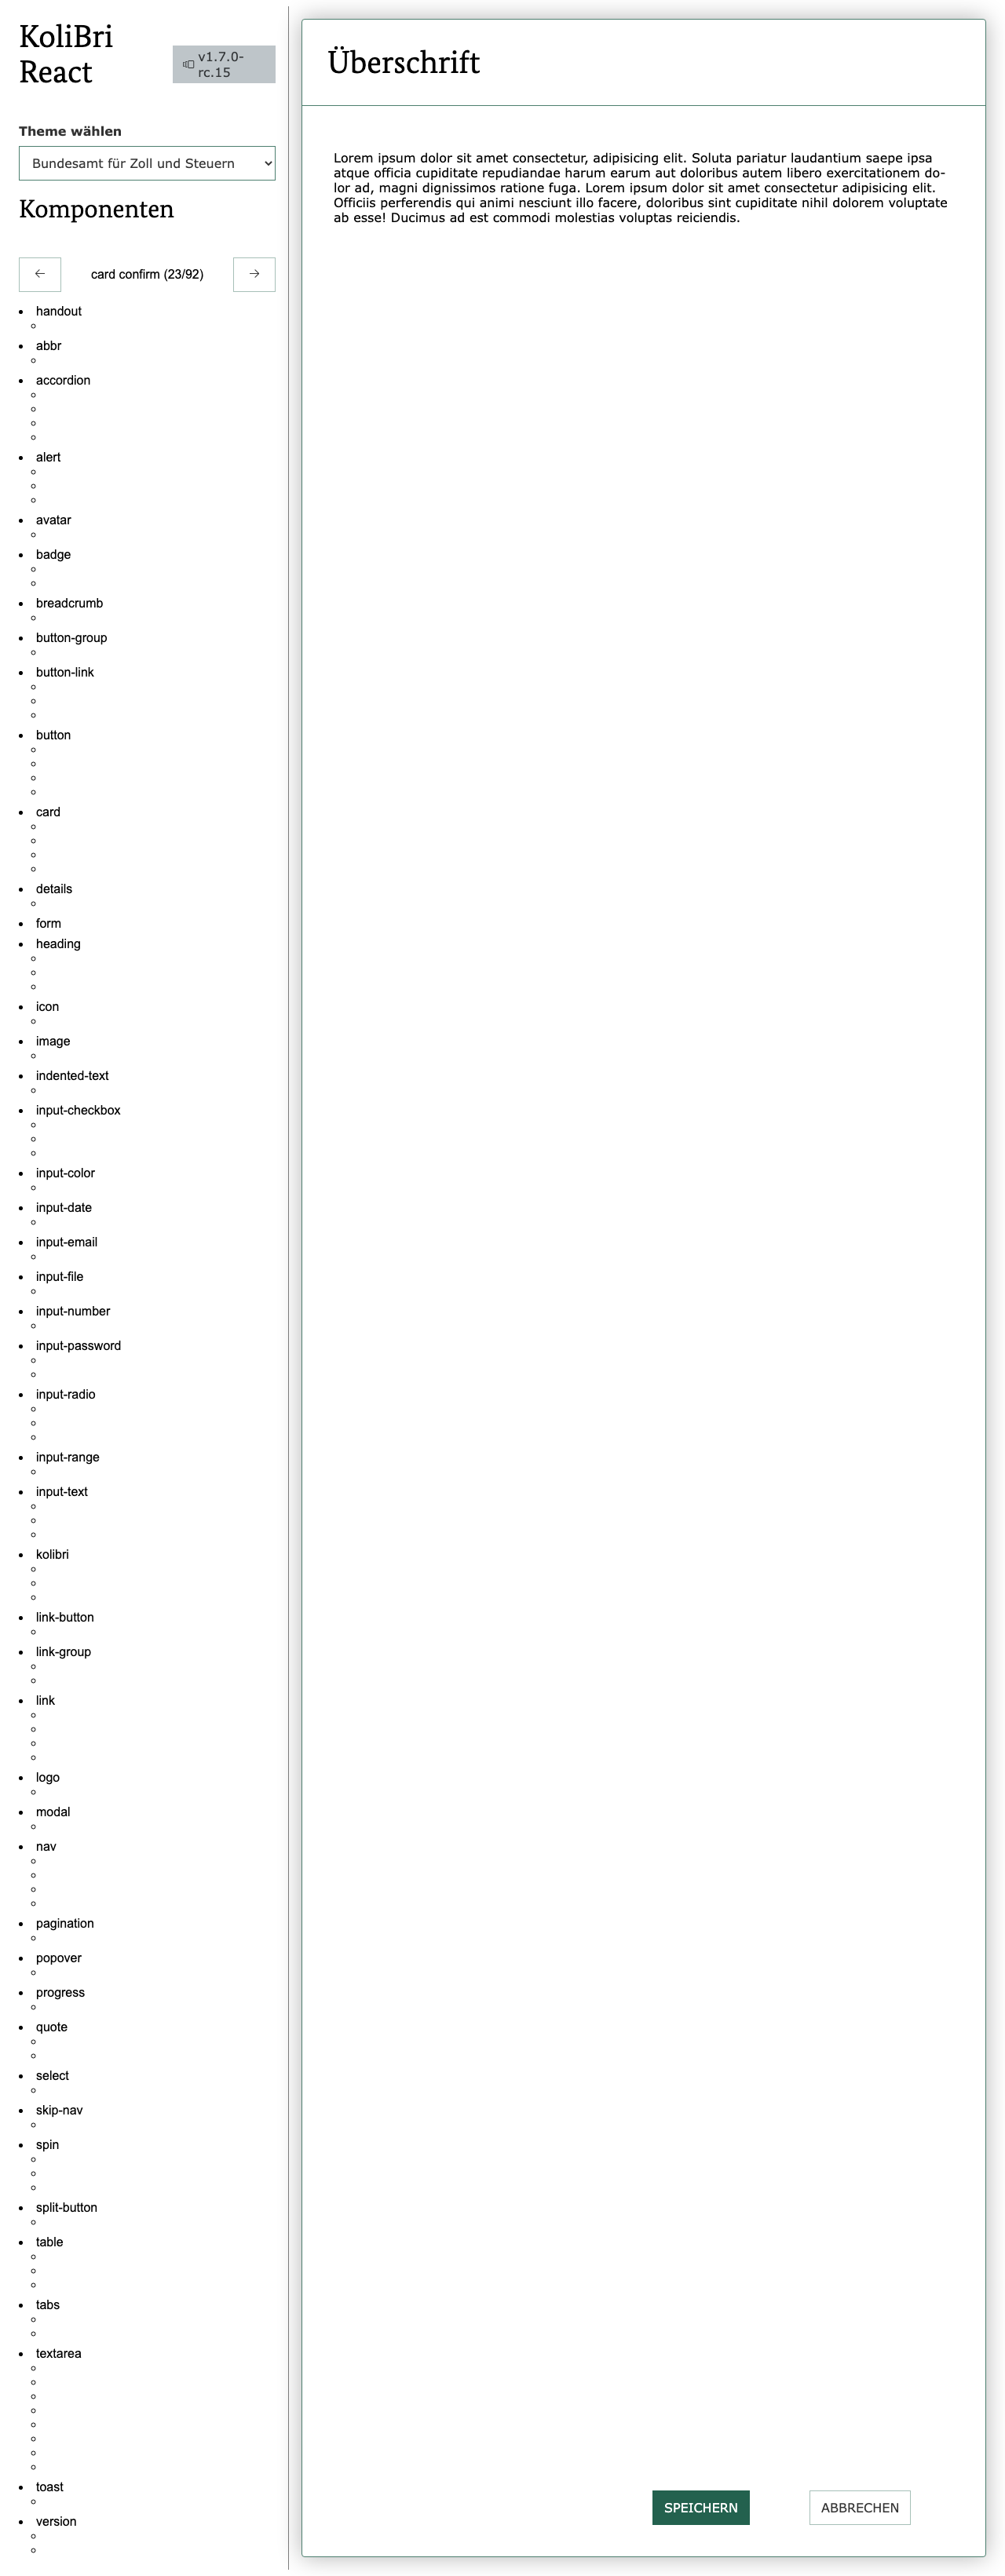 KoliBri
React
v1.7.0-
rc.15
Theme wählen
Bundesamt für Zoll und Steuern
Komponenten
← card confirm (23/92) →
handout
abbr
accordion
alert
avatar
badge
breadcrumb
button-group
button-link
button
card
details
form
heading
icon
image
indented-text
input-checkbox
input-color
input-date
input-email
input-file
input-number
input-password
input-radio
input-range
input-text
kolibri
link-button
link-group
link
logo
modal
nav
pagination
popover
progress
quote
select
skip-nav
spin
split-button
table
tabs
textarea
toast
version
Überschrift
Lorem ipsum dolor sit amet consectetur, adipisicing elit. Soluta pariatur laudantium saepe ipsa
atque officia cupiditate repudiandae harum earum aut doloribus autem libero exercitationem do-
lor ad, magni dignissimos ratione fuga. Lorem ipsum dolor sit amet consectetur adipisicing elit.
Officiis perferendis qui animi nesciunt illo facere, doloribus sint cupiditate nihil dolorem voluptate
ab esse! Ducimus ad est commodi molestias voluptas reiciendis.
SPEICHERN ABBRECHEN